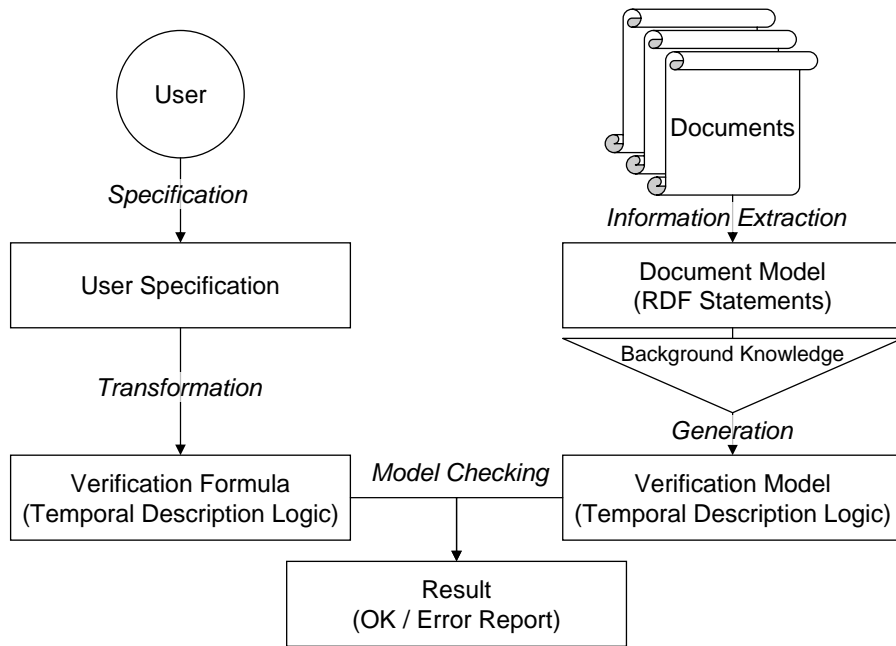 User
Documents
Specification
Information Extraction
User Specification
Document Model
(RDF Statements)
Background Knowledge
Transformation
Generation
Verification Formula
(Temporal Description Logic)
Model Checking
Verification Model
(Temporal Description Logic)
Result
(OK / Error Report)